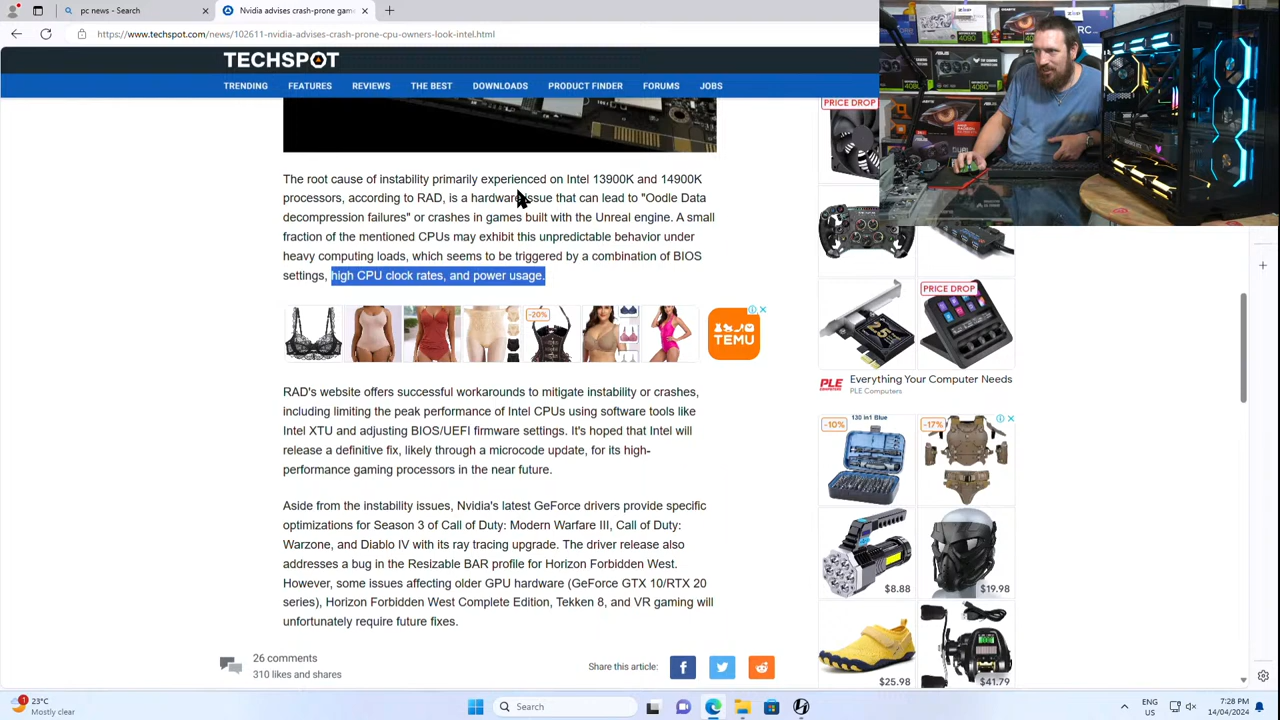 pc news - Search
Nvidia advises crash-prone gam
https://www.techspot.com/news/102611-nvidia-advises-crash-prone-cpu-owners-look-intel.html
TECHSPOT
TRENDING FEATURES REVIEWS THE BEST DOWNLOADS PRODUCT FINDER FORUMS JOBS
The root cause of instability primarily experienced on Intel 13900K and 14900K
processors, according to RAD, is a hardware issue that can lead to "Oodle Data
decompression failures" or crashes in games built with the Unreal engine. A small
fraction of the mentioned CPUs may exhibit this unpredictable behavior under
heavy computing loads, which seems to be triggered by a combination of BIOS
settings, high CPU clock rates, and power usage.
-20%
TEMU
RAD's website offers successful workarounds to mitigate instability or crashes,
including limiting the peak performance of Intel CPUs using software tools like
Intel XTU and adjusting BIOS/UEFI firmware settings. It's hoped that Intel will
release a definitive fix, likely through a microcode update, for its high-
performance gaming processors in the near future.
Aside from the instability issues, Nvidia's latest GeForce drivers provide specific
optimizations for Season 3 of Call of Duty: Modern Warfare III, Call of Duty:
Warzone, and Diablo IV with its ray tracing upgrade. The driver release also
addresses a bug in the Resizable BAR profile for Horizon Forbidden West.
However, some issues affecting older GPU hardware (GeForce GTX 10/RTX 20
series), Horizon Forbidden West Complete Edition, Tekken 8, and VR gaming will
unfortunately require future fixes.
26 comments
310 likes and shares
Share this article:
PRICE DROP
PRICE DROP
2.5
PLE
Everything Your Computer Needs
PLE Computers
-10%
130 in1 Blue
-17%
$8.88
$19.98
$25.98
$41.79
GIGABYTE
4090
ASUS
4080
4080
RADEON
DUAL
1
23°C
Mostly clear
Search
ENG
US
7:28 PM
14/04/2024